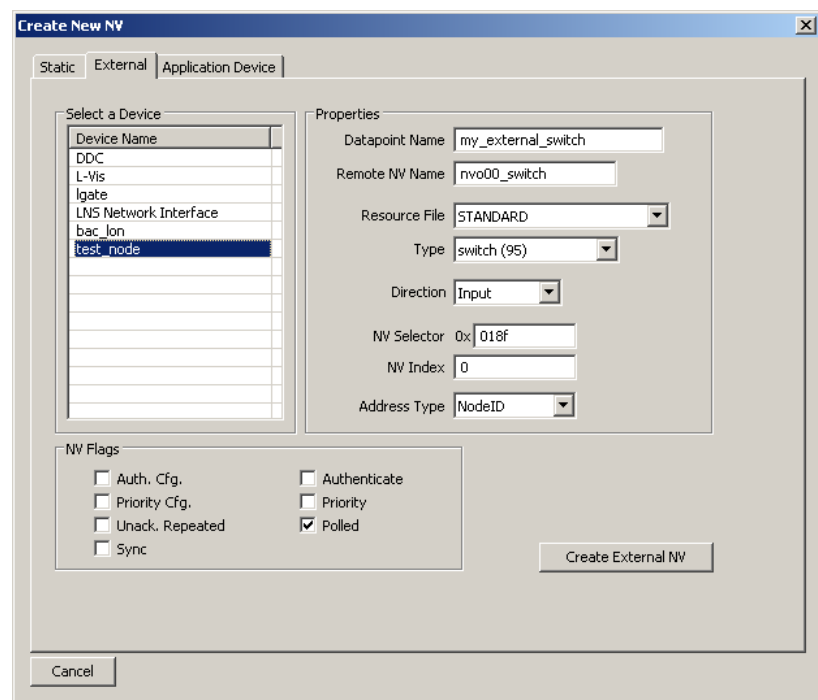 Create New NV
Static External Application Device
Select a Device
Device Name
DDC
L-Vis
lgate
LNS Network Interface
bac_lon
test_node
Properties
Datapoint Name my_external_switch
Remote NV Name nvo00_switch
Resource File STANDARD
Type switch (95)
Direction Input
NV Selector 0x 018f
NV Index 0
Address Type NodeID
NV Flags
Auth. Cfg. Authenticate
Priority Cfg. Priority
Unack. Repeated Polled
Sync
Create External NV
Cancel